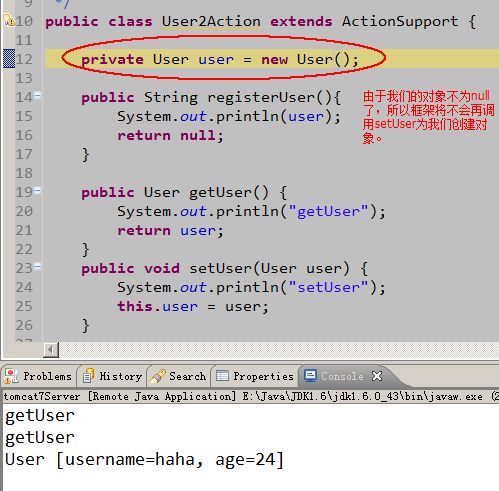 9 */
10 public class User2Action extends ActionSupport {
11
12 private User user = new User();
13
14 public String registerUser(){
15 System.out.println(user);
16 return null;
17 }
18
19 public User getUser() {
20 System.out.println("getUser");
21 return user;
22 }
23 public void setUser(User user) {
24 System.out.println("setUser");
25 this.user = user;
26 }
由于我们的对象不为null
了，所以框架将不会再调
用setUser为我们创建对
象。
Problems History Search Properties Console
tomcat7Server [Remote Java Application] E:\Java\JDK1.6\jdk1.6.0_43\bin\javaw.exe (2
getUser
getUser
User [username=haha, age=24]